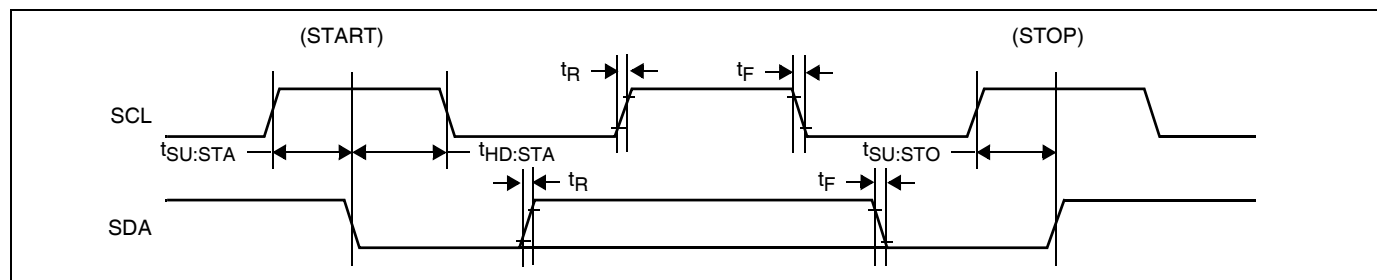 (START) (STOP)
tR tF
SCL
tSU:STA tHD:STA tSU:STO
tR tF
SDA